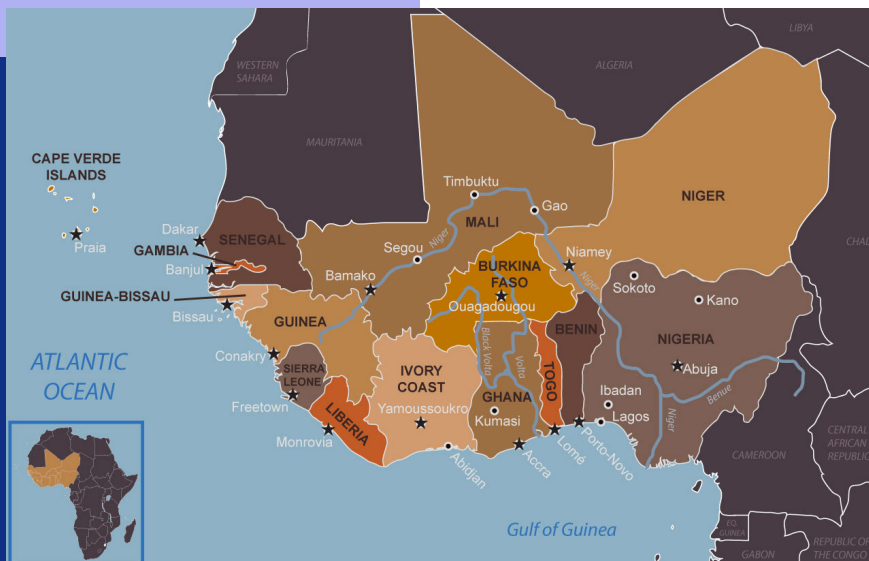 LIBYA
WESTERN
SAHARA
ALGERIA
MAURITANIA
CAPE VERDE
ISLANDS
Praia
Timbuktu
Gao
NIGER
MALI
Niger
Segou
Dakar
SENEGAL
GAMBIA
Banjul
CHAD
Niamey
Niger
Bamako
BURKINA
FASO
Ouagadougou
Sokoto
Kano
GUINEA-BISSAU
Bissau
GUINEA
BENIN
NIGERIA
Conakry
Black Volta
Volta
ATLANTIC
OCEAN
SIERRA
LEONE
IVORY
COAST
TOGO
Abuja
Benue
Freetown
GHANA
Ibadan
LIBERIA
Yamoussoukro
Kumasi
Lagos
Niger
Monrovia
Abidjan
Accra
Lomé
Porto-Novo
CENTRAL
AFRICAN
REPUBLIC
CAMEROON
Gulf of Guinea
EQ.
GUINEA
GABON
REPUBLIC OF
THE CONGO